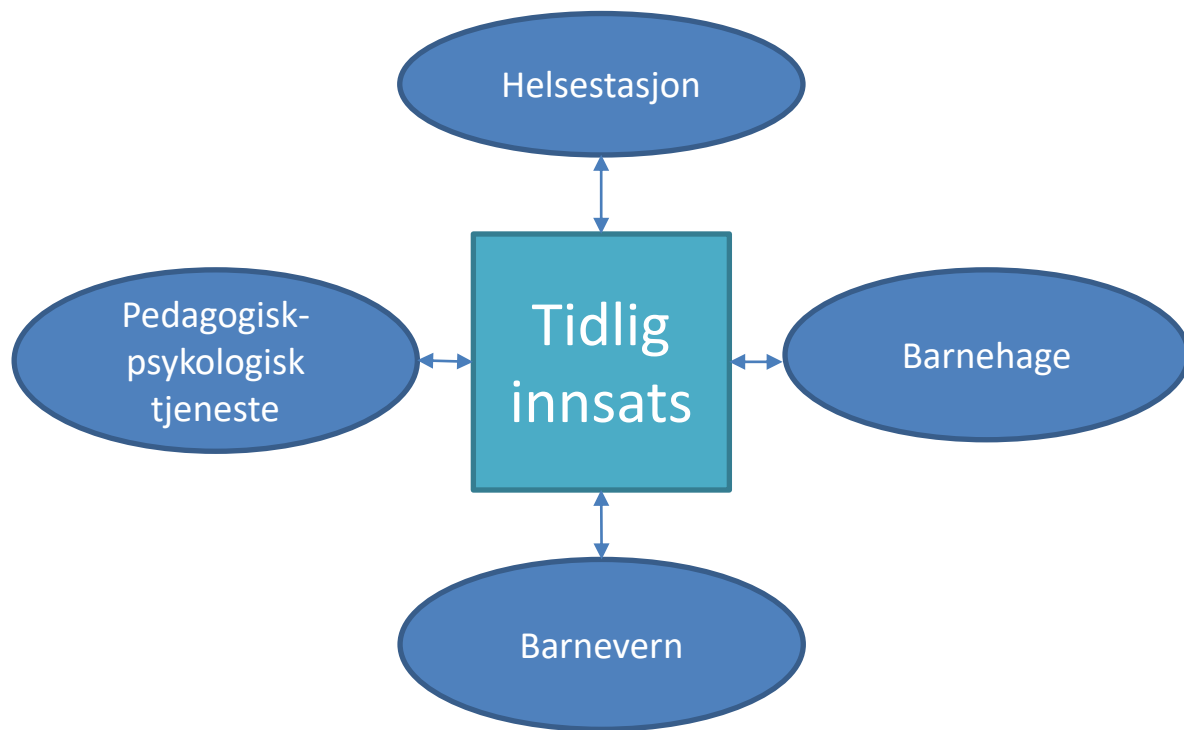 Helsestasjon
Pedagogisk-
psykologisk
tjeneste
Tidlig
innsats
Barnehage
Barnevern